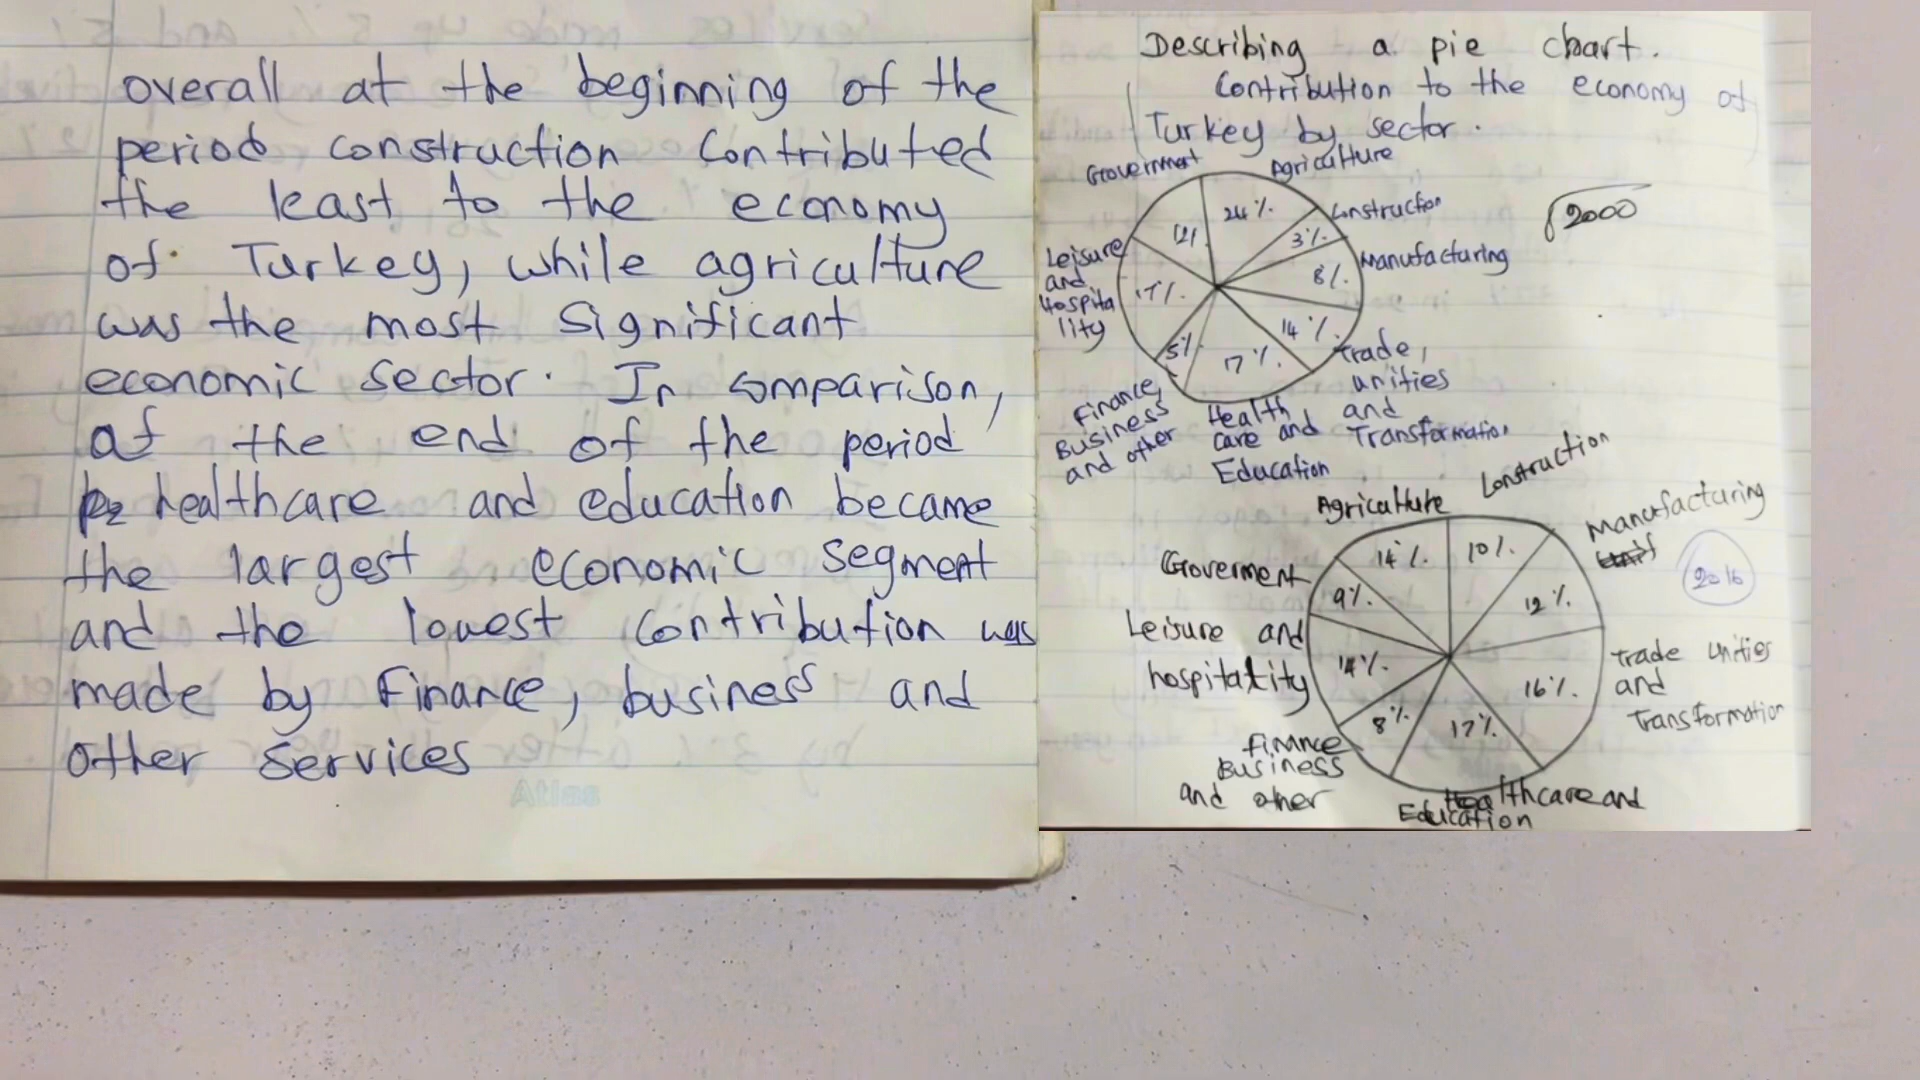 overall at the beginning of the
period construction contributed
the least to the economy
of Turkey, while agriculture
was the most significant
economic sector. In comparison,
at the end of the period
healthcare and education became
the largest economic segment
and the lowest contribution was
made by Finance, business and
other services
Describing a pie chart.
Contribution to the economy of
Turkey by sector.
Government
Agriculture
24%
Construction
3%
2000
Manufacturing
8%
Leisure
and
Hospita
lity
14%
Trade,
unities
and
Transformation
17%
Health
care and
Education
5%
Finance,
Business
and other
Construction
Agriculture
Manufacturing
2016
14%
10%
12%
Goverment
9%
Leisure and
hospitality
14%
Trade unities
and
Transformation
16%
8%
17%
Finance
Business
and other
Healthcare and
Education